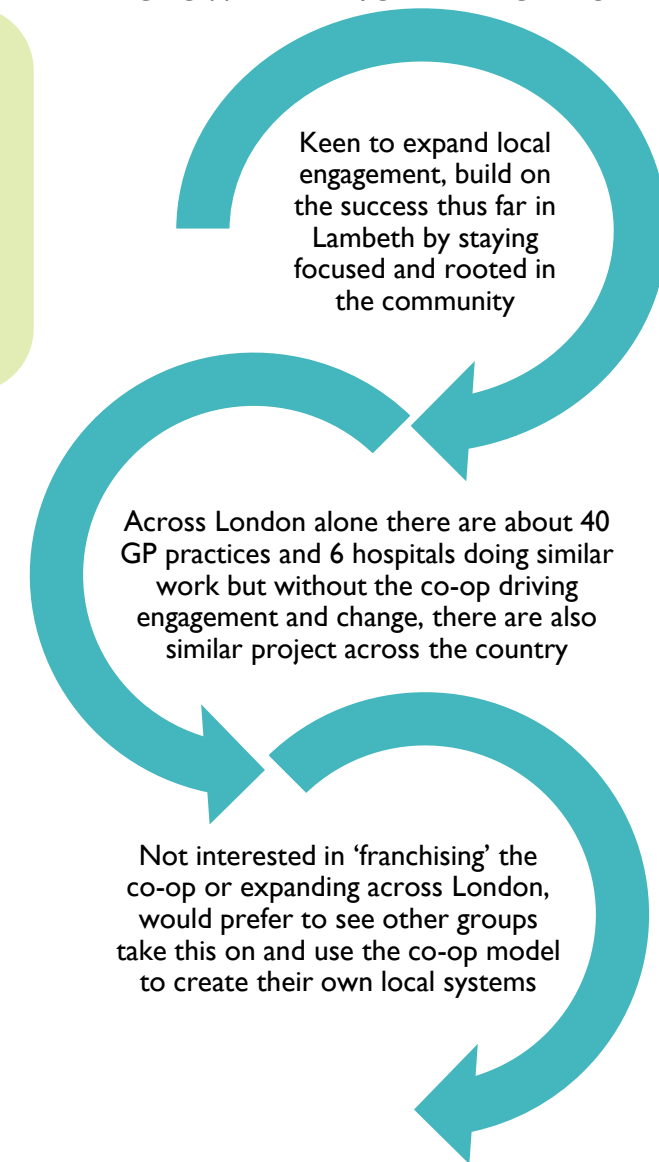 Keen to expand local
engagement, build on
the success thus far in
Lambeth by staying
focused and rooted in
the community
Across London alone there are about 40
GP practices and 6 hospitals doing similar
work but without the co-op driving
engagement and change, there are also
similar project across the country
Not interested in ‘franchising’ the
co-op or expanding across London,
would prefer to see other groups
take this on and use the co-op model
to create their own local systems